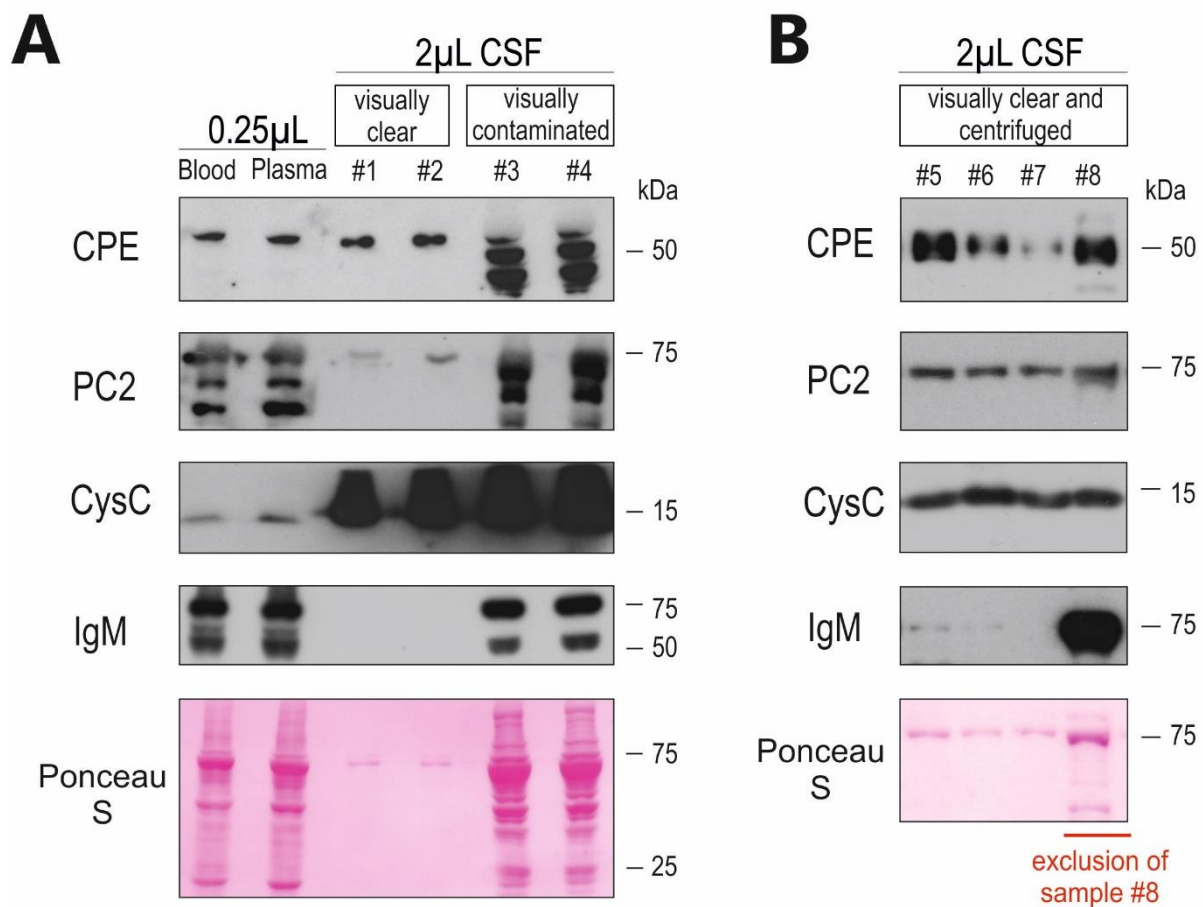 A
2µL CSF
visually
clear
visually
contaminated
0.25µL
Blood Plasma #1 #2 #3 #4
kDa
CPE
50
PC2
75
CysC
15
IgM
75
50
Ponceau
S
75
25
B
2µL CSF
visually clear and
centrifuged
#5 #6 #7 #8
kDa
CPE
50
PC2
75
CysC
15
IgM
75
Ponceau
S
75
exclusion of
sample #8